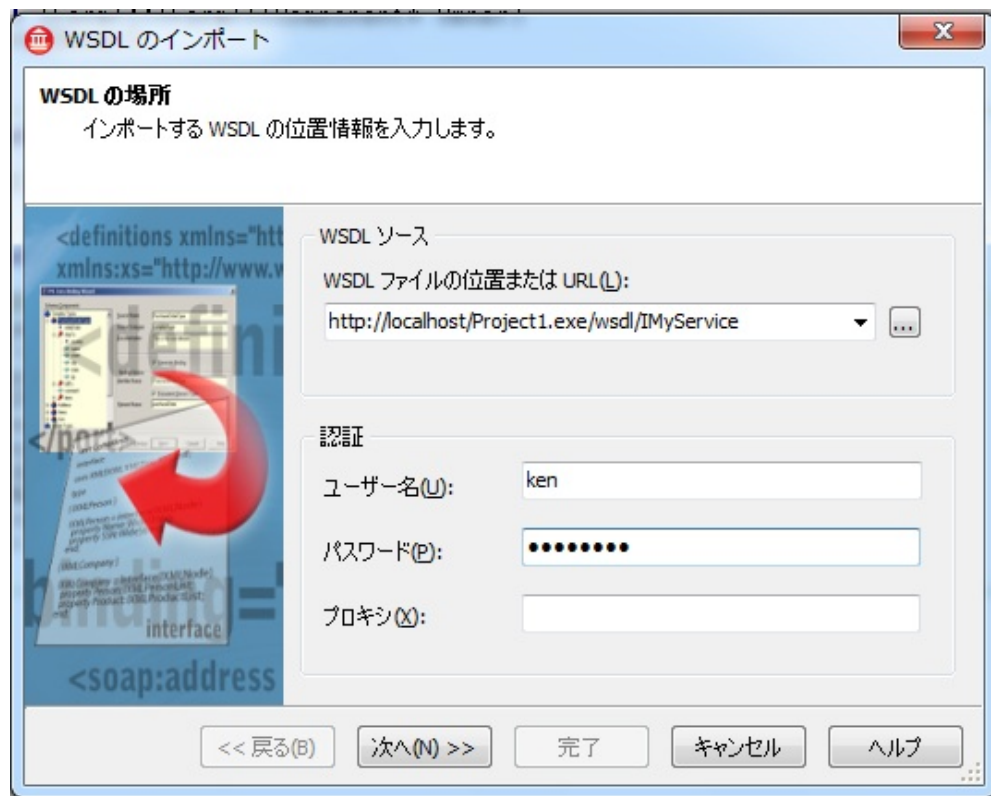 WSDL のインポート
WSDL の場所
インポートする WSDL の位置情報を入力します。
<definitions xmlns="htt
xmlns:xs="http://www.w
<defini
</port>
interface
binding="
<soap:address
WSDL ソース
WSDL ファイルの位置または URL(L):
http://localhost/Project1.exe/wsdl/IMyService
...
認証
ユーザー名(U):
ken
パスワード(P):
••••••••
プロキシ(X):
<< 戻る(B)
次へ(N) >>
完了
キャンセル
ヘルプ